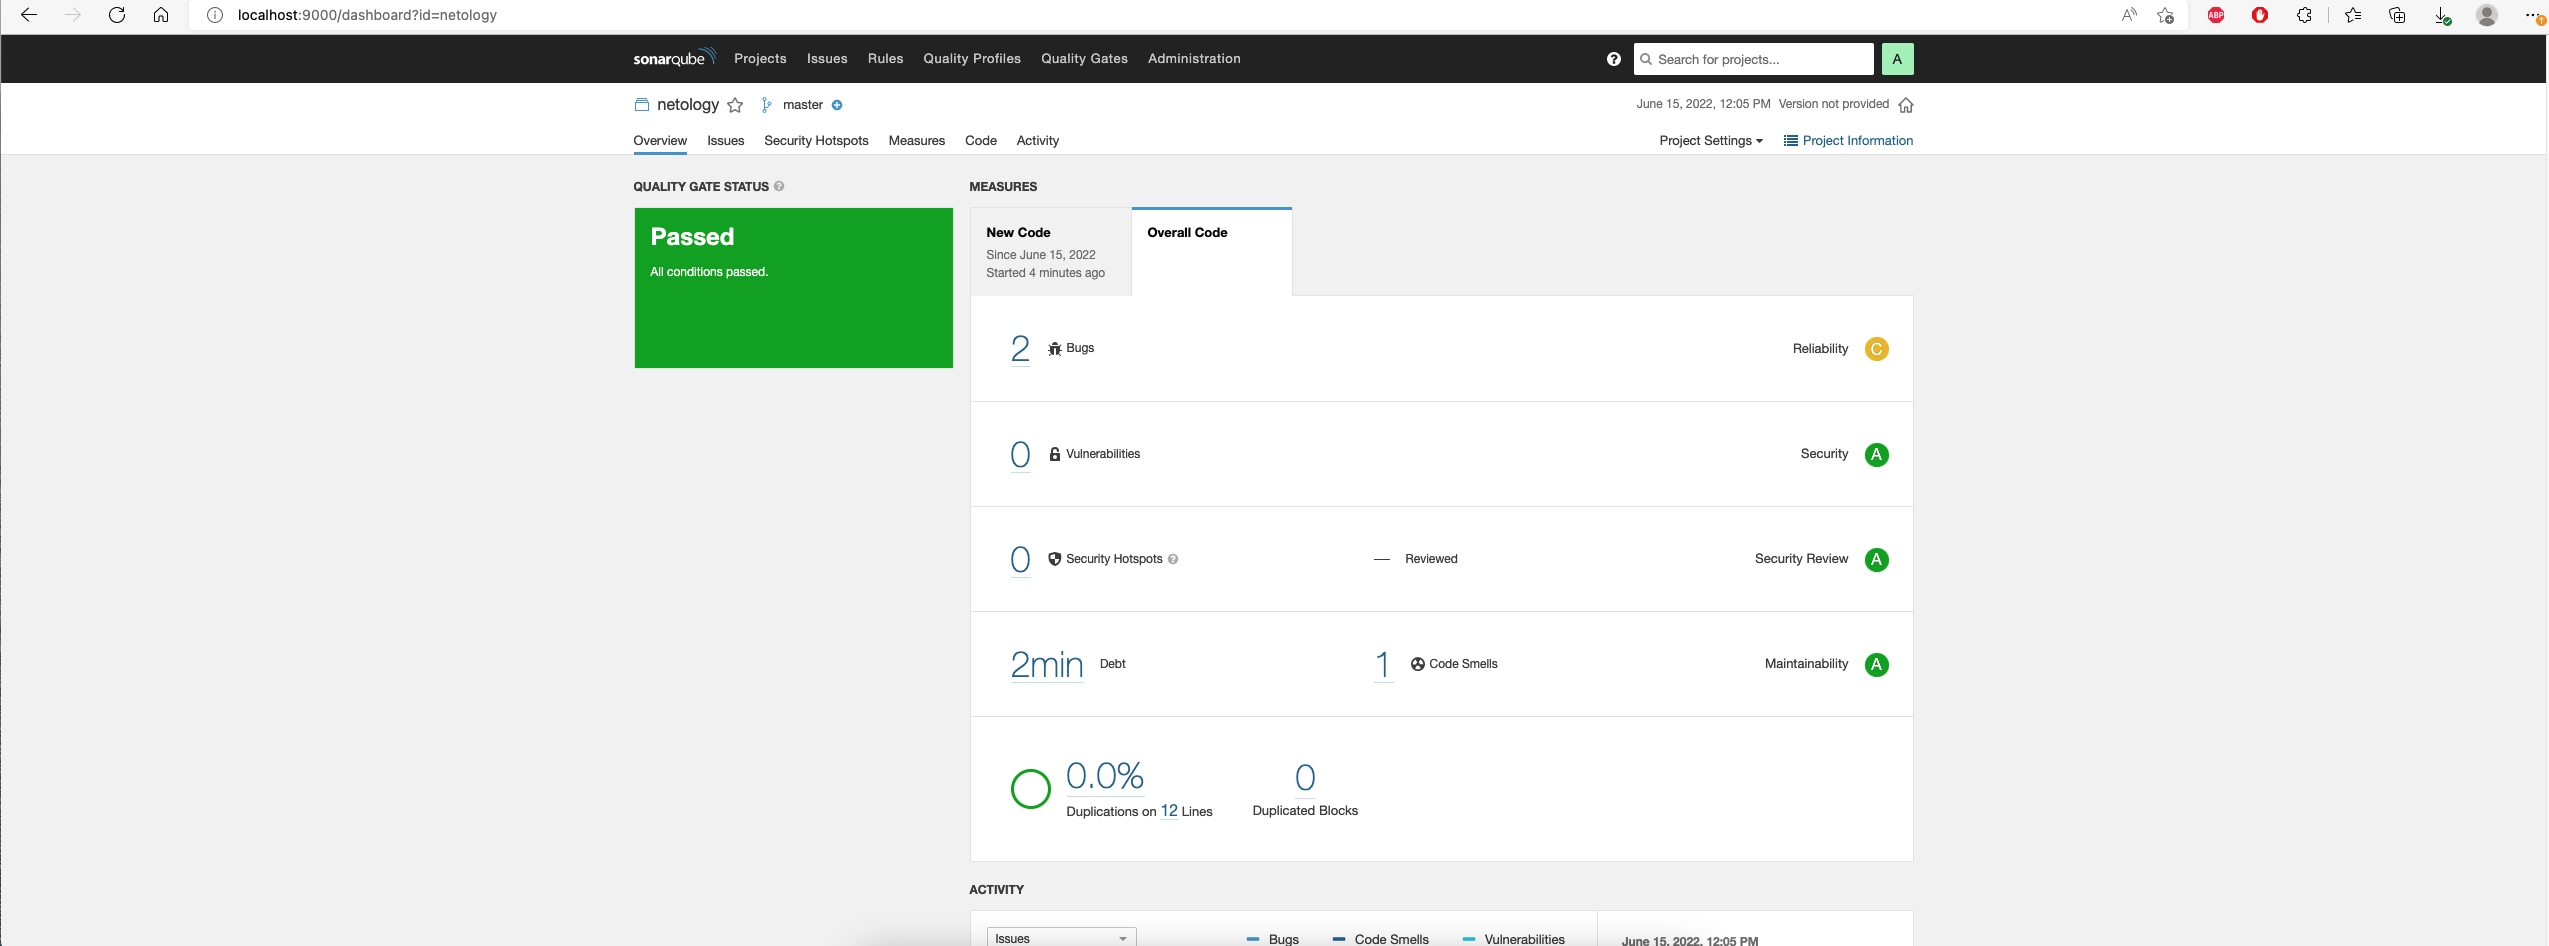 localhost:9000/dashboard?id=netology
ABP
sonarqube Projects Issues Rules Quality Profiles Quality Gates Administration ? Search for projects... A
netology master June 15, 2022, 12:05 PM Version not provided
Overview Issues Security Hotspots Measures Code Activity Project Settings Project Information
QUALITY GATE STATUS ?
Passed
All conditions passed.
MEASURES
New Code
Since June 15, 2022
Started 4 minutes ago
Overall Code
2 Bugs Reliability C
0 Vulnerabilities Security A
0 Security Hotspots ? — Reviewed Security Review A
2min Debt 1 Code Smells Maintainability A
0.0%
Duplications on 12 Lines
0
Duplicated Blocks
ACTIVITY
Issues Bugs Code Smells Vulnerabilities June 15, 2022, 12:05 PM